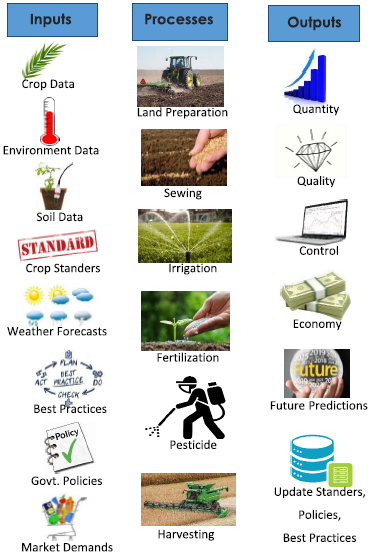 Inputs
Crop Data
Environment Data
Soil Data
STANDARD
Crop Standers
Weather Forecasts
PLAN
ACT
BEST
PRACTICE
DO
CHECK
Best Practices
Policy
Govt. Policies
Market Demands
Processes
Land Preparation
Sewing
Irrigation
Fertilization
Pesticide
Harvesting
Outputs
Quantity
Quality
Control
Economy
2019
Future
Future Predictions
Update Standers,
Policies,
Best Practices